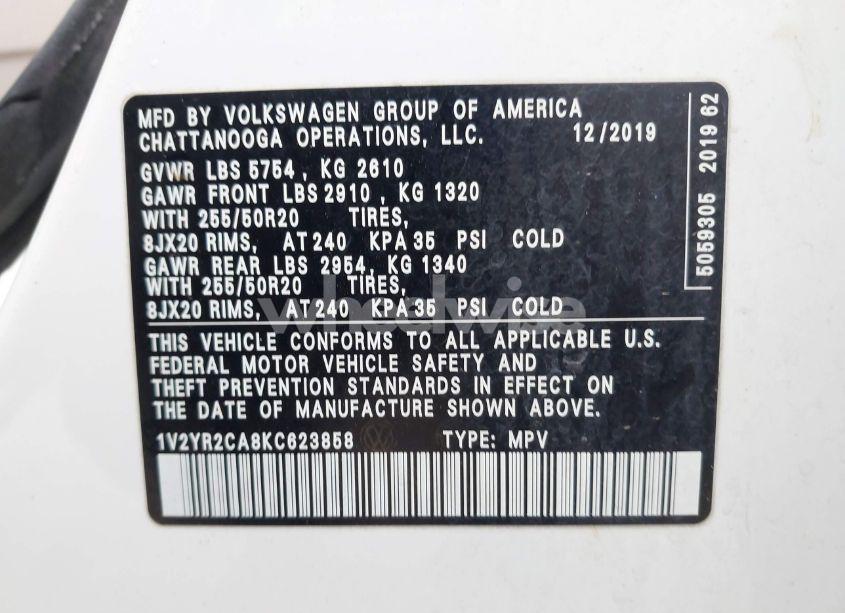 MFD BY VOLKSWAGEN GROUP OF AMERICA
CHATTANOOGA OPERATIONS, LLC. 12/2019
GVWR LBS 5754, KG 2610
GAWR FRONT LBS 2910, KG 1320
WITH 255/50R20 TIRES,
8JX20 RIMS, AT 240 KPA 35 PSI COLD
GAWR REAR LBS 2954, KG 1340
WITH 255/50R20 TIRES,
8JX20 RIMS, AT 240 KPA 35 PSI COLD
THIS VEHICLE CONFORMS TO ALL APPLICABLE U.S.
FEDERAL MOTOR VEHICLE SAFETY AND
THEFT PREVENTION STANDARDS IN EFFECT ON
THE DATE OF MANUFACTURE SHOWN ABOVE.
1V2YR2CA8KC623858 TYPE: MPV
5059305 2019 62
wheelwise